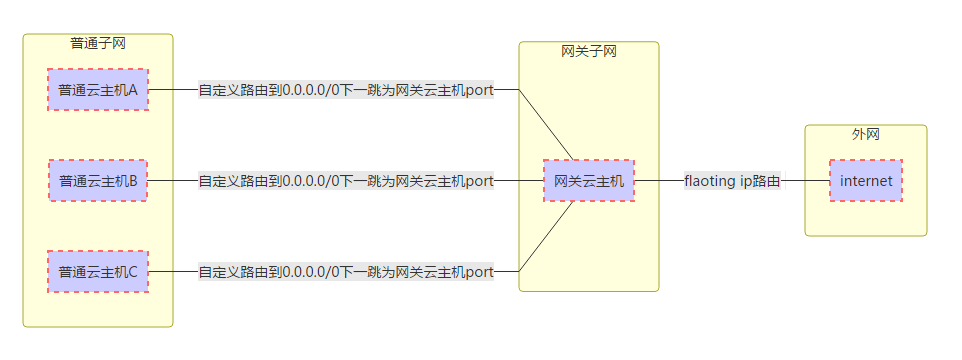 普通子网
普通云主机A
自定义路由到0.0.0.0/0下一跳为网关云主机port
普通云主机B
自定义路由到0.0.0.0/0下一跳为网关云主机port
普通云主机C
自定义路由到0.0.0.0/0下一跳为网关云主机port
网关子网
网关云主机
flaoting ip路由
外网
internet